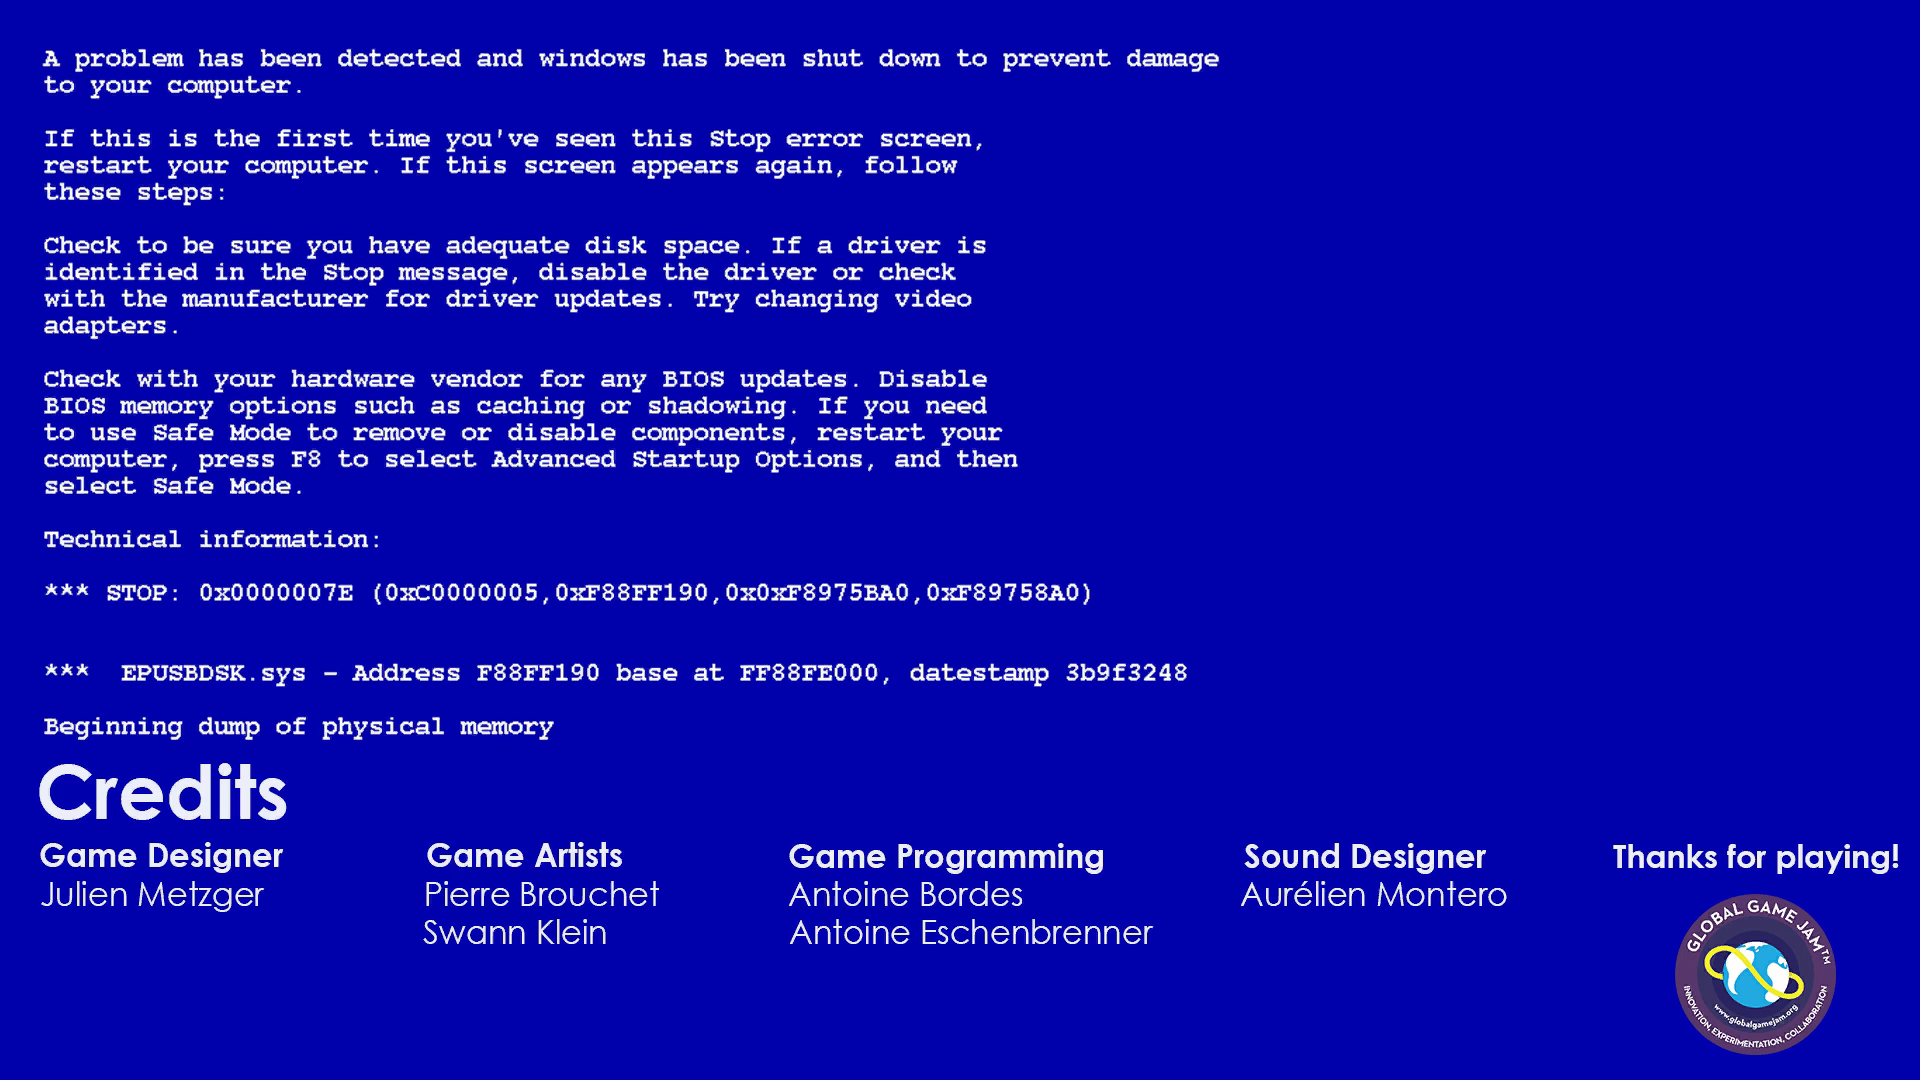 A problem has been detected and windows has been shut down to prevent damage
to your computer.
If this is the first time you've seen this Stop error screen,
restart your computer. If this screen appears again, follow
these steps:
Check to be sure you have adequate disk space. If a driver is
identified in the Stop message, disable the driver or check
with the manufacturer for driver updates. Try changing video
adapters.
Check with your hardware vendor for any BIOS updates. Disable
BIOS memory options such as caching or shadowing. If you need
to use Safe Mode to remove or disable components, restart your
computer, press F8 to select Advanced Startup Options, and then
select Safe Mode.
Technical information:
*** STOP: 0x0000007E (0xC0000005,0xF88FF190,0x0xF8975BA0,0xF89758A0)
***  EPUSBDSK.sys – Address F88FF190 base at FF88FE000, datestamp 3b9f3248
Beginning dump of physical memory
Credits
Game Designer
Julien Metzger
Game Artists
Pierre Brouchet
Swann Klein
Game Programming
Antoine Bordes
Antoine Eschenbrenner
Sound Designer
Aurélien Montero
Thanks for playing!
GLOBAL GAME JAM™
www.globalgamejam.org
INNOVATION, EXPERIMENTATION, COLLABORATION